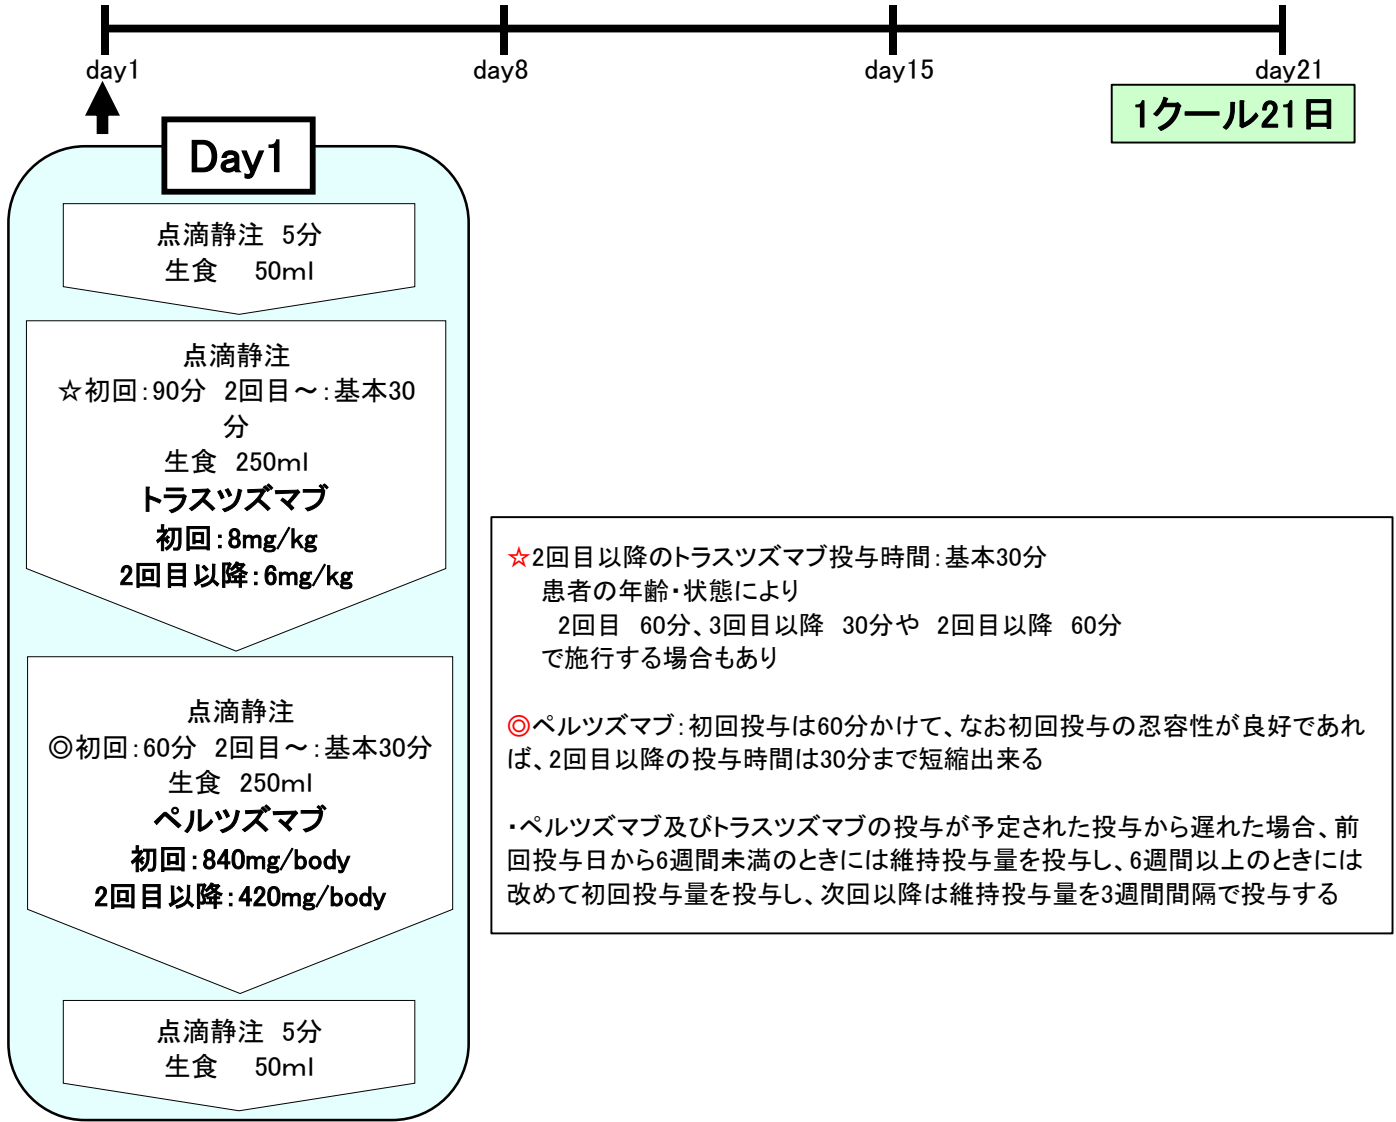 day1
day8
day15
day21
1クール21日
Day1
点滴静注 5分
生食 50ml
点滴静注
☆初回:90分 2回目～:基本30
分
生食 250ml
トラスツズマブ
初回:8mg/kg
2回目以降:6mg/kg
点滴静注
◎初回:60分 2回目～:基本30分
生食 250ml
ペルツズマブ
初回:840mg/body
2回目以降:420mg/body
点滴静注 5分
生食 50ml
☆2回目以降のトラスツズマブ投与時間:基本30分
患者の年齢・状態により
2回目 60分、3回目以降 30分や 2回目以降 60分
で施行する場合もあり
◎ペルツズマブ:初回投与は60分かけて、なお初回投与の忍容性が良好であれ
ば、2回目以降の投与時間は30分まで短縮出来る
・ペルツズマブ及びトラスツズマブの投与が予定された投与から遅れた場合、前
回投与日から6週間未満のときには維持投与量を投与し、6週間以上のときには
改めて初回投与量を投与し、次回以降は維持投与量を3週間間隔で投与する